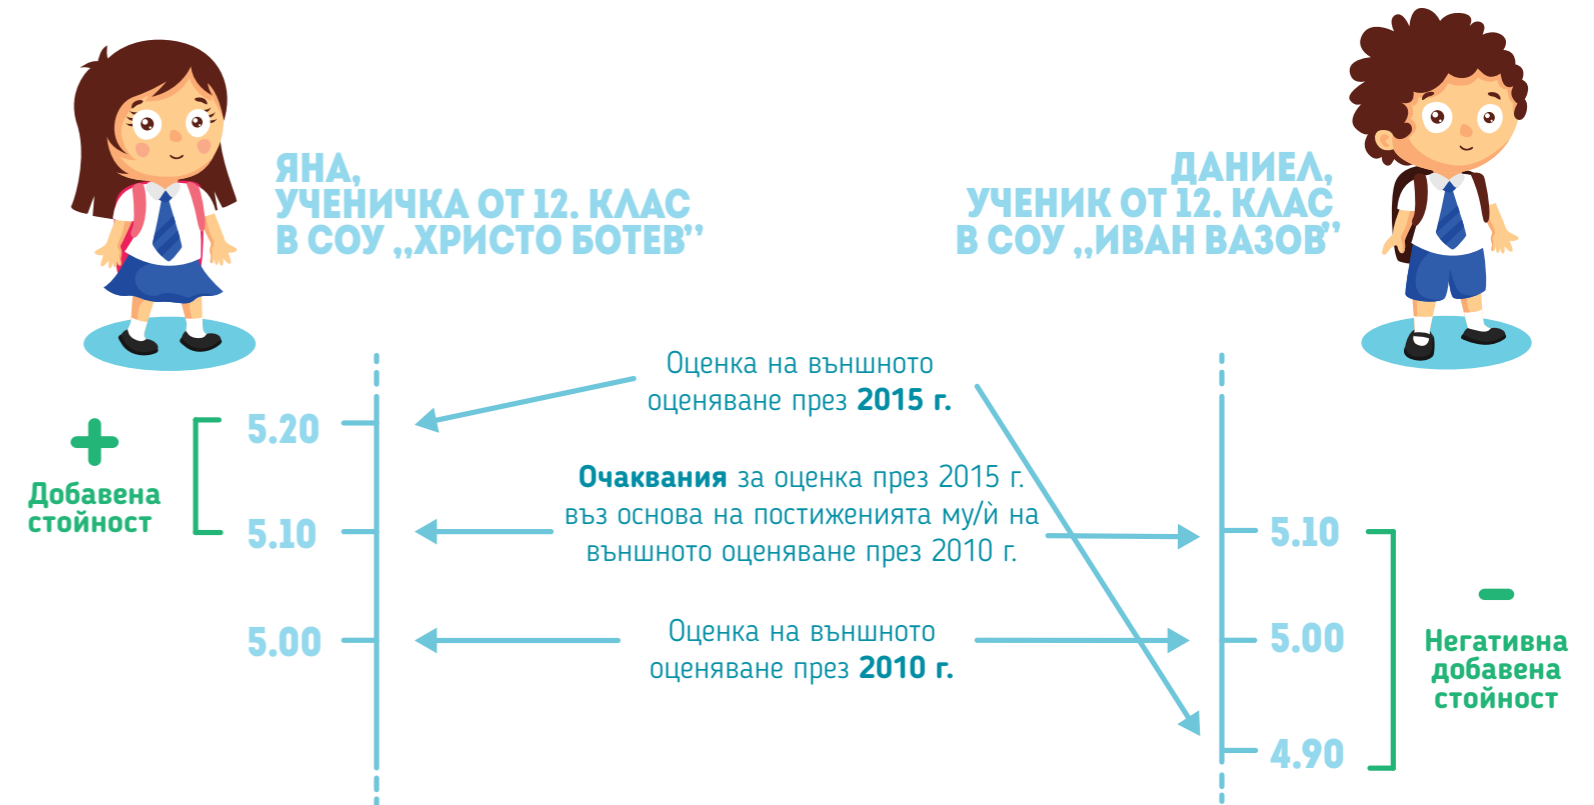 ЯНА,
УЧЕНИЧКА ОТ 12. КЛАС
В СОУ „ХРИСТО БОТЕВ”
ДАНИЕЛ,
УЧЕНИК ОТ 12. КЛАС
В СОУ „ИВАН ВАЗОВ”
Оценка на външното
оценяване през 2015 г.
Очаквания за оценка през 2015 г.
въз основа на постиженията му/ѝ на
външното оценяване през 2010 г.
Оценка на външното
оценяване през 2010 г.
+
Добавена
стойност
5.20
5.10
5.00
5.10
5.00
4.90
-
Негативна
добавена
стойност